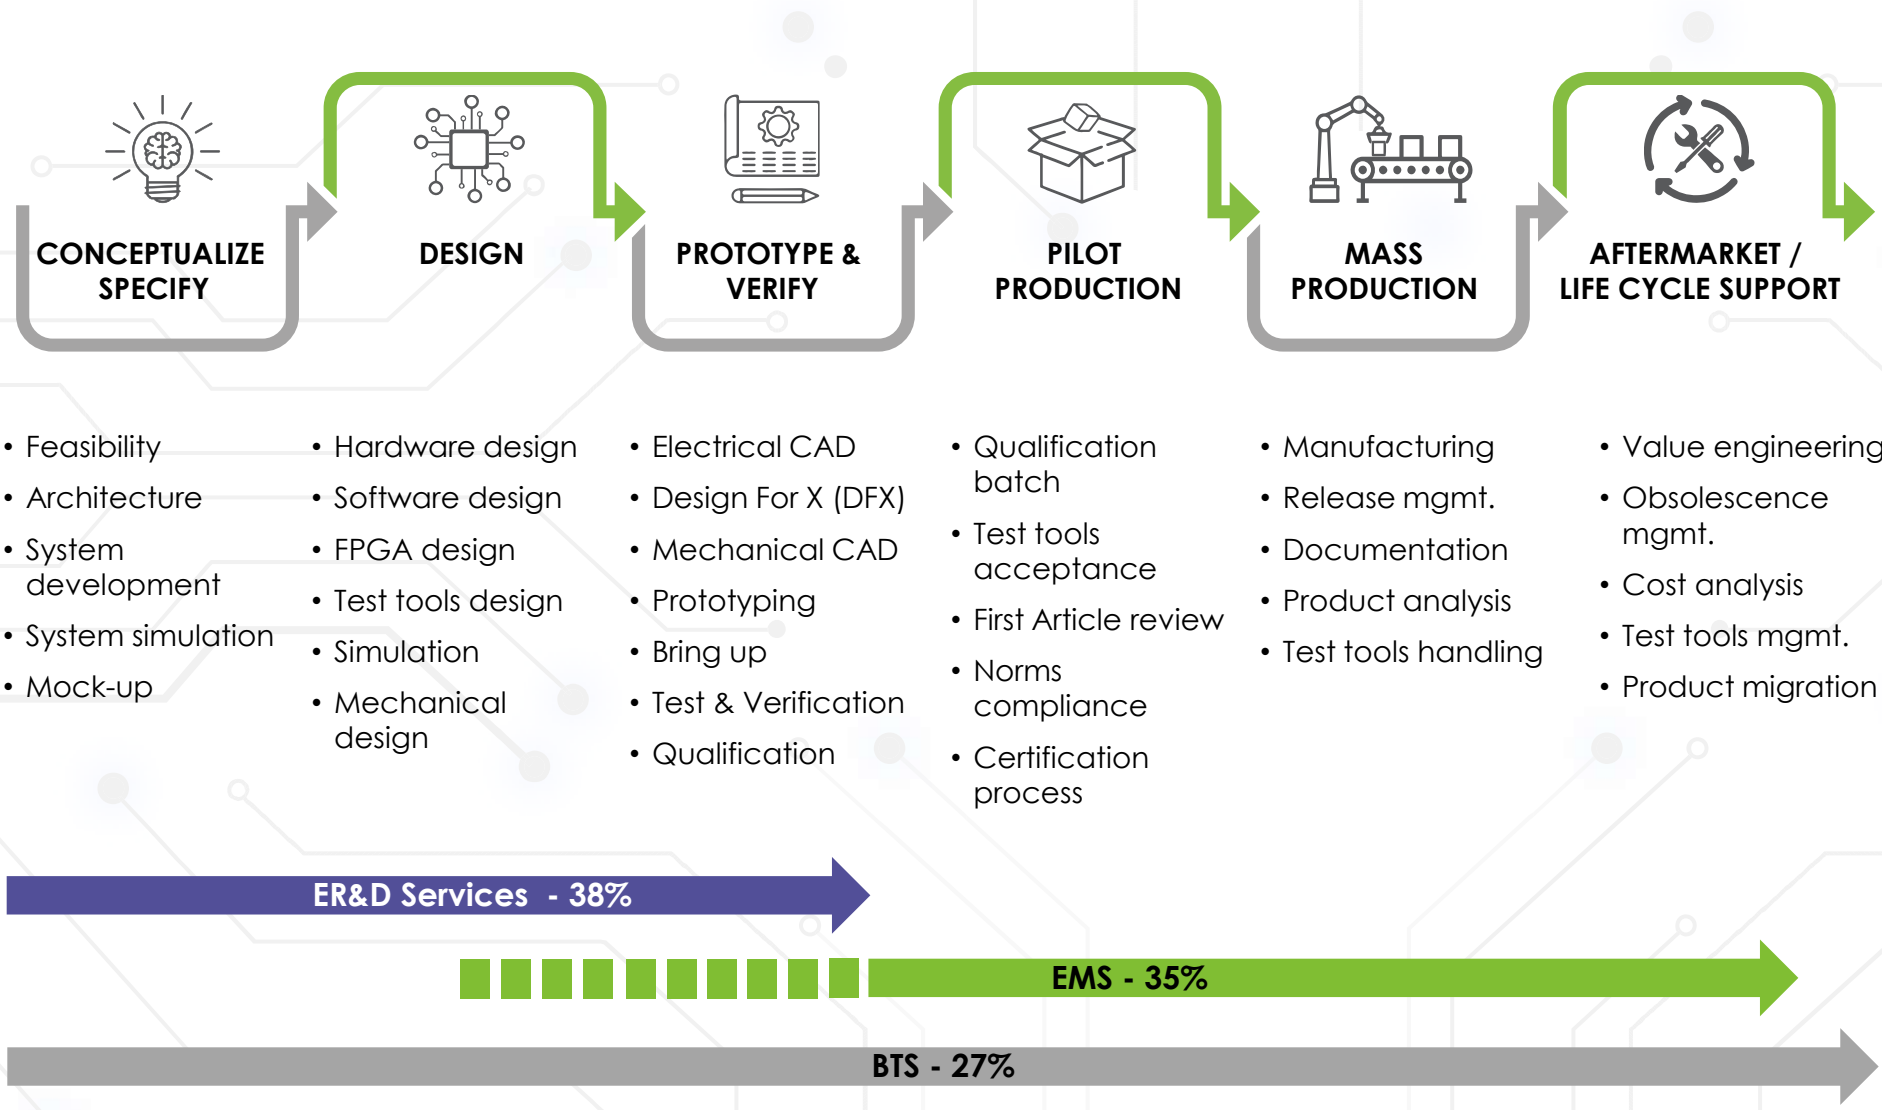 CONCEPTUALIZE
SPECIFY
DESIGN
PROTOTYPE &
VERIFY
PILOT
PRODUCTION
MASS
PRODUCTION
AFTERMARKET /
LIFE CYCLE SUPPORT
• Feasibility
• Architecture
• System
development
• System simulation
• Mock-up
• Hardware design
• Software design
• FPGA design
• Test tools design
• Simulation
• Mechanical
design
• Electrical CAD
• Design For X (DFX)
• Mechanical CAD
• Prototyping
• Bring up
• Test & Verification
• Qualification
• Qualification
batch
• Test tools
acceptance
• First Article review
• Norms
compliance
• Certification
process
• Manufacturing
• Release mgmt.
• Documentation
• Product analysis
• Test tools handling
• Value engineering
• Obsolescence
mgmt.
• Cost analysis
• Test tools mgmt.
• Product migration
ER&D Services - 38%
EMS - 35%
BTS - 27%